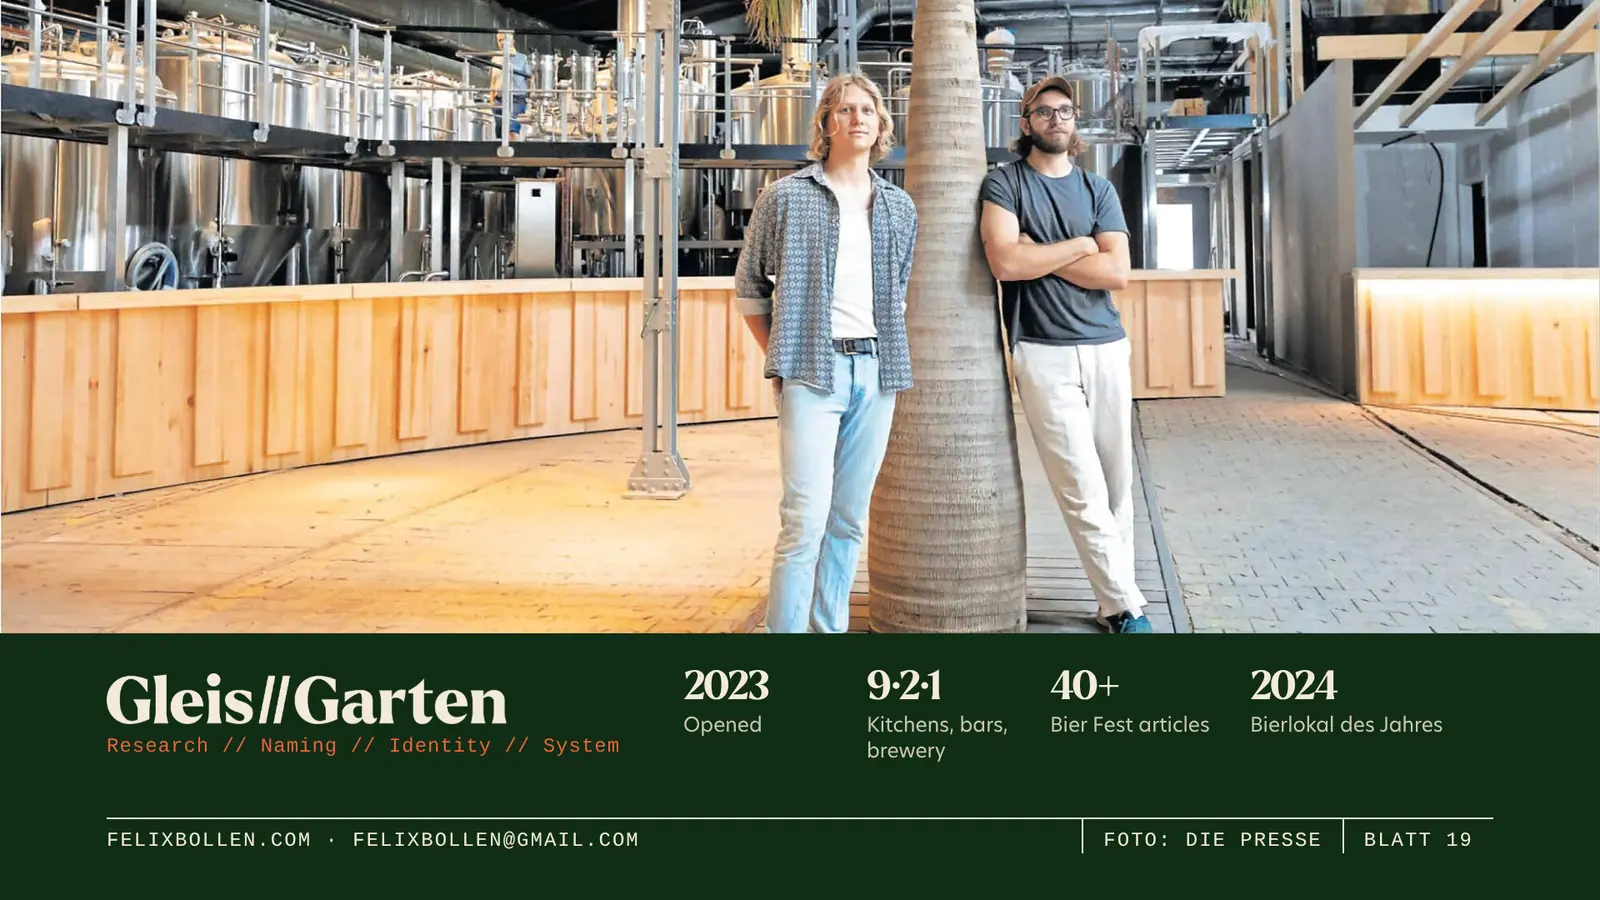 Gleis//Garten
Research // Naming // Identity // System
2023
Opened
9·2·1
Kitchens, bars,
brewery
40+
Bier Fest articles
2024
Bierlokal des Jahres
FELIXBOLLEN.COM · FELIXBOLLEN@GMAIL.COM
FOTO: DIE PRESSE
BLATT 19